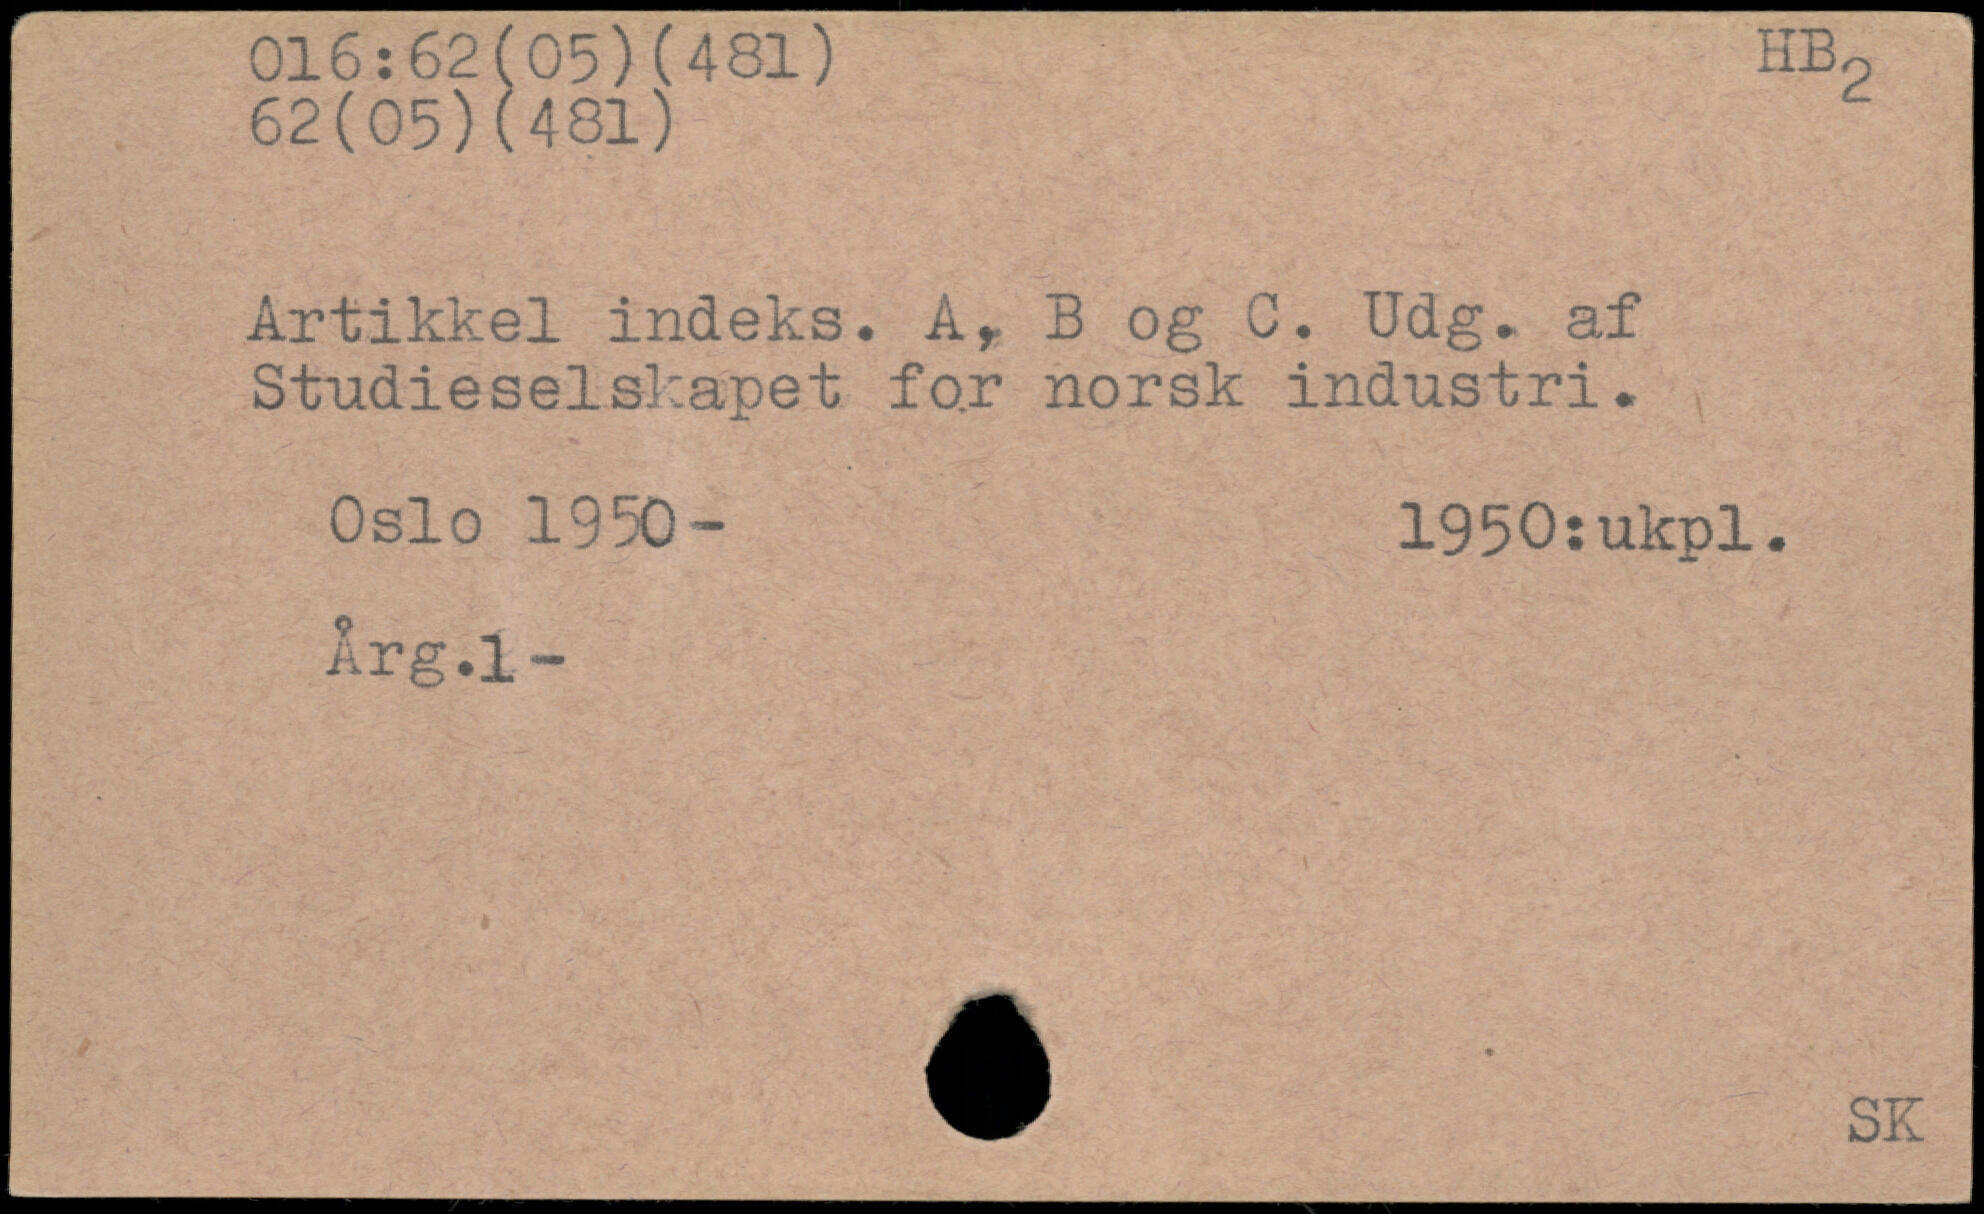 016:62(05)(481) HB2
62(05)(481)
Artikkel indeks. A, B og C. Udg. af
Studieselskapet for norsk industri.
Oslo 1950- 1950:ukpl.
Årg.1-
SK